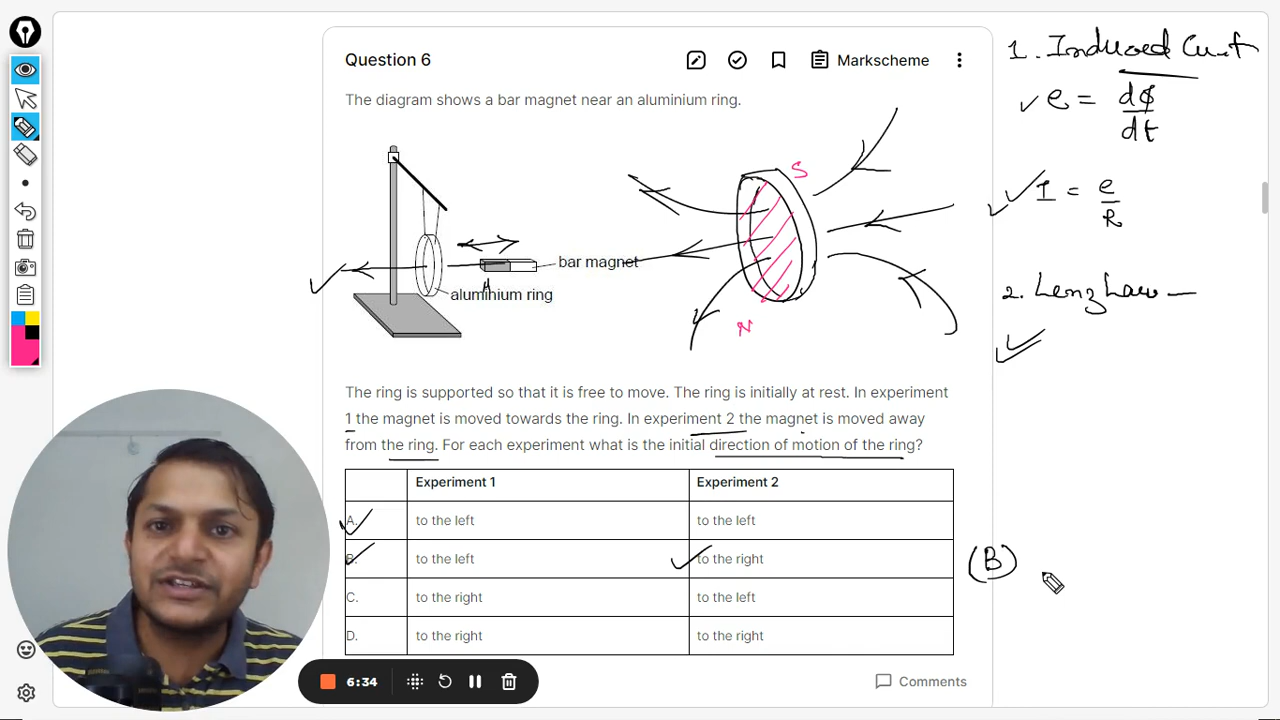 Question 6
Markscheme
The diagram shows a bar magnet near an aluminium ring.
bar magnet
aluminium ring
S
N
1. Induced
e = dϕ
dt
I = e
R
2. Lenz Law —
The ring is supported so that it is free to move. The ring is initially at rest. In experiment
1 the magnet is moved towards the ring. In experiment 2 the magnet is moved away
from the ring. For each experiment what is the initial direction of motion of the ring?
Experiment 1 Experiment 2
A. to the left to the left
B. to the left to the right
C. to the right to the left
D. to the right to the right
(B)
6:34
Comments